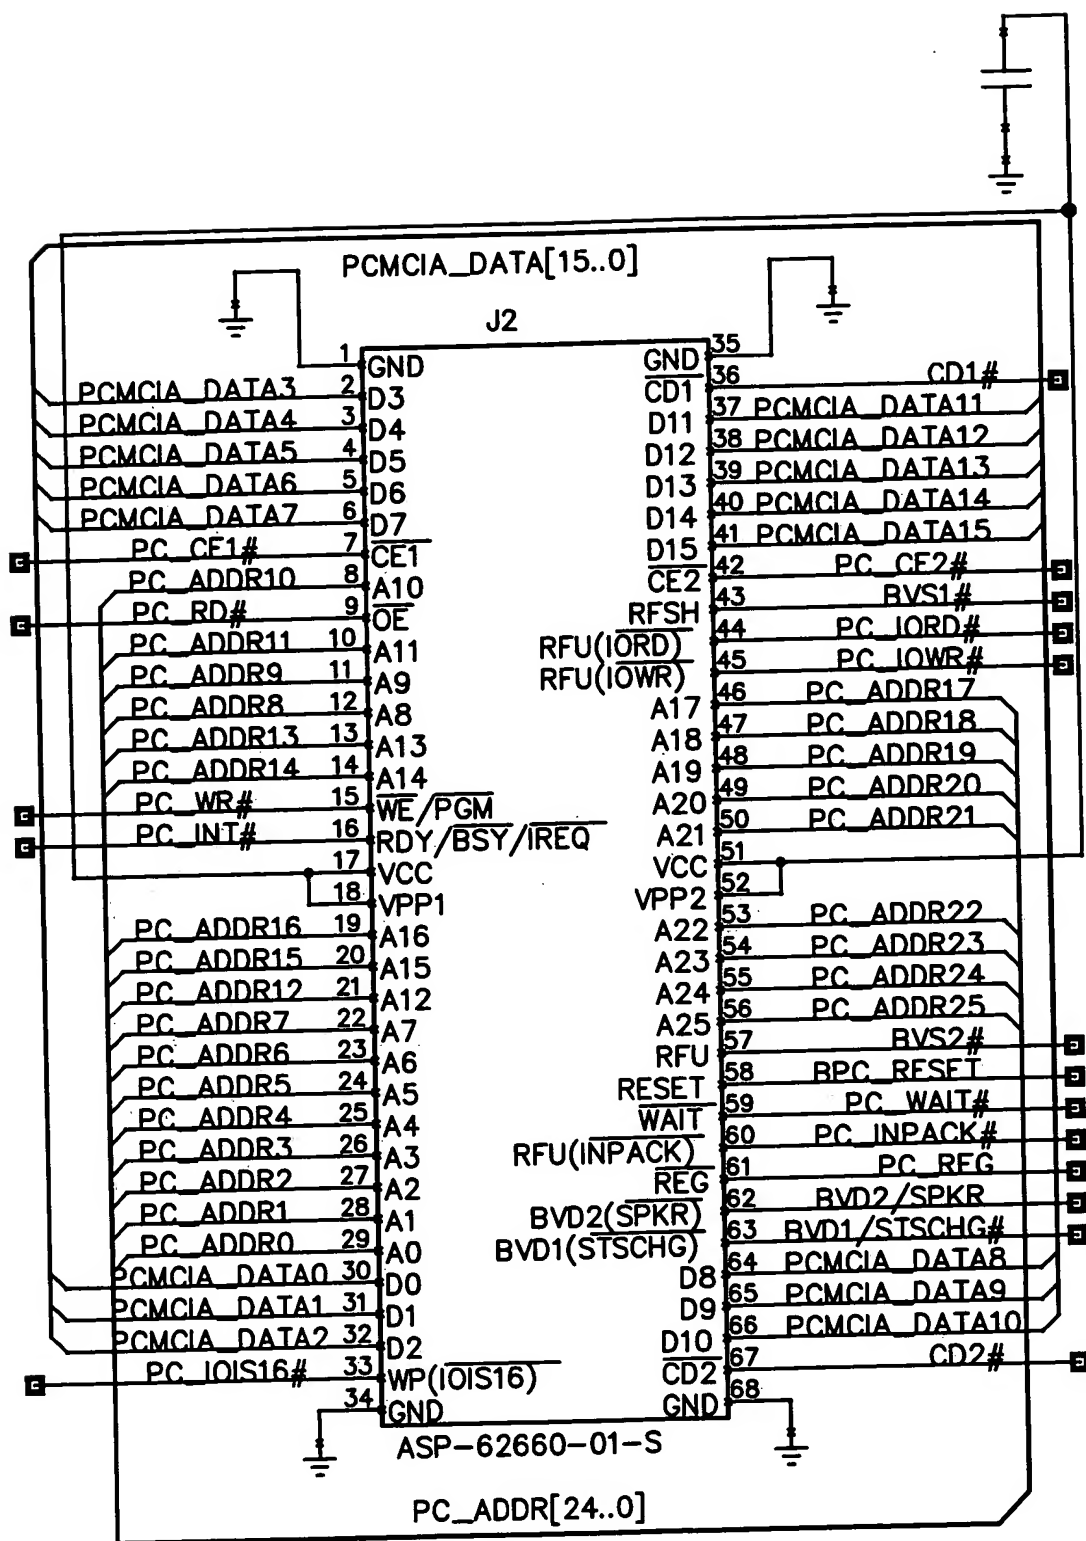 PCMCIA_DATA[15..0]
J2
1 GND GND 35
PCMCIA_DATA3 2 D3 CD1 36 CD1#
PCMCIA_DATA4 3 D4 D11 37 PCMCIA_DATA11
PCMCIA_DATA5 4 D5 D12 38 PCMCIA_DATA12
PCMCIA_DATA6 5 D6 D13 39 PCMCIA_DATA13
PCMCIA_DATA7 6 D7 D14 40 PCMCIA_DATA14
PC_CE1# 7 CE1 D15 41 PCMCIA_DATA15
PC_ADDR10 8 A10 CE2 42 PC_CE2#
PC_RD# 9 OE RFSH 43 BVS1#
PC_ADDR11 10 A11 RFU(IORD) 44 PC_IORD#
PC_ADDR9 11 A9 RFU(IOWR) 45 PC_IOWR#
PC_ADDR8 12 A8 A17 46 PC_ADDR17
PC_ADDR13 13 A13 A18 47 PC_ADDR18
PC_ADDR14 14 A14 A19 48 PC_ADDR19
PC_WR# 15 WE/PGM A20 49 PC_ADDR20
PC_INT# 16 RDY/BSY/IREQ A21 50 PC_ADDR21
17 VCC VCC 51
18 VPP1 VPP2 52
PC_ADDR16 19 A16 A22 53 PC_ADDR22
PC_ADDR15 20 A15 A23 54 PC_ADDR23
PC_ADDR12 21 A12 A24 55 PC_ADDR24
PC_ADDR7 22 A7 A25 56 PC_ADDR25
PC_ADDR6 23 A6 RFU 57 BVS2#
PC_ADDR5 24 A5 RESET 58 BPC_RESET
PC_ADDR4 25 A4 WAIT 59 PC_WAIT#
PC_ADDR3 26 A3 RFU(INPACK) 60 PC_INPACK#
PC_ADDR2 27 A2 REG 61 PC_REG
PC_ADDR1 28 A1 BVD2(SPKR) 62 BVD2/SPKR
PC_ADDR0 29 A0 BVD1(STSCHG) 63 BVD1/STSCHG#
PCMCIA_DATA0 30 D0 D8 64 PCMCIA_DATA8
PCMCIA_DATA1 31 D1 D9 65 PCMCIA_DATA9
PCMCIA_DATA2 32 D2 D10 66 PCMCIA_DATA10
PC_IOIS16# 33 WP(IOIS16) CD2 67 CD2#
34 GND GND 68
ASP-62660-01-S
PC_ADDR[24..0]